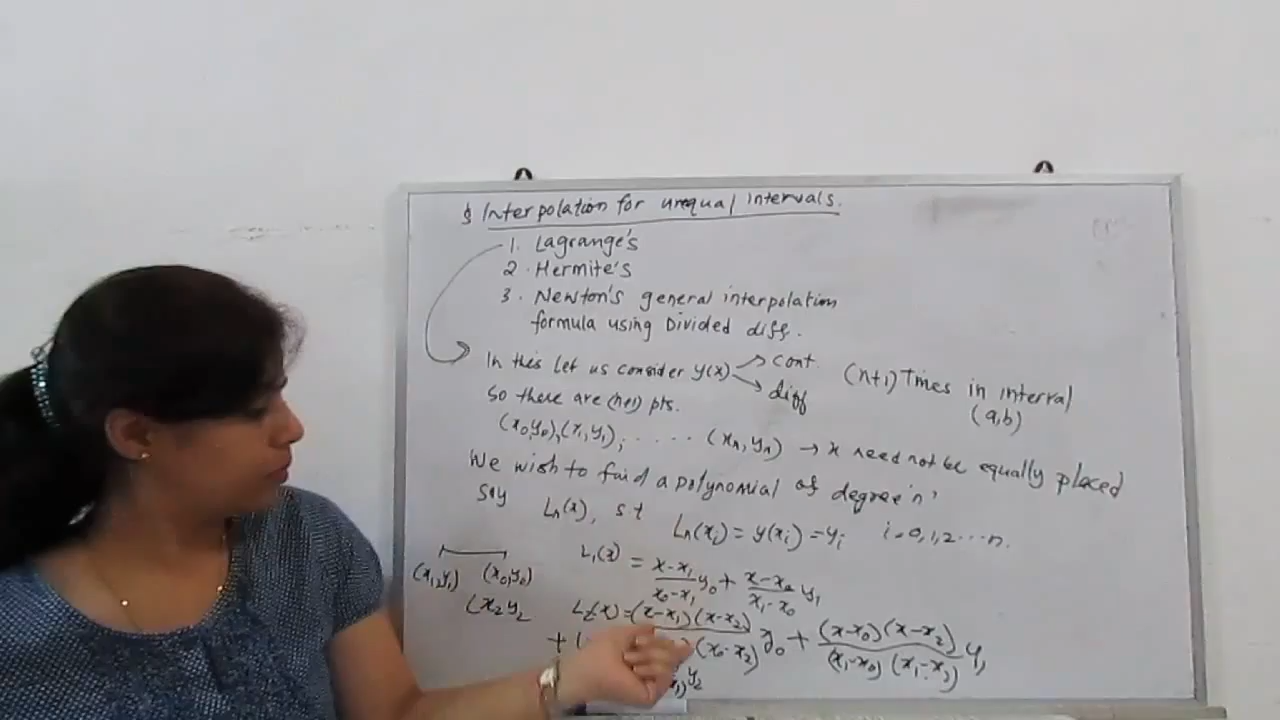 § Interpolation for unequal intervals.
1. Lagrange's
2. Hermite's
3. Newton's general interpolation
formula using Divided diff.
In this let us consider y(x) → cont. → diff (n+1) Times in interval
(a,b)
So there are (n+1) pts.
(x₀,y₀),(x₁,y₁), ..... (xₙ,yₙ) → x need not be equally placed
We wish to find a polynomial of degree 'n'
say Lₙ(x), s.t Lₙ(xᵢ) = y(xᵢ) = yᵢ i=0,1,2...n.
L₁(x) = (x-x₁)/(x₀-x₁) y₀ + (x-x₀)/(x₁-x₀) y₁
(x₁,y₁) (x₀,y₀)
(x₂ y₂
L₂(x) = (x-x₁)(x-x₂)/ (x₀-x₂) y₀ + (x-x₀)(x-x₂)/(x₁-x₀)(x₁-x₂) y₁
+ ( x₁) y₂